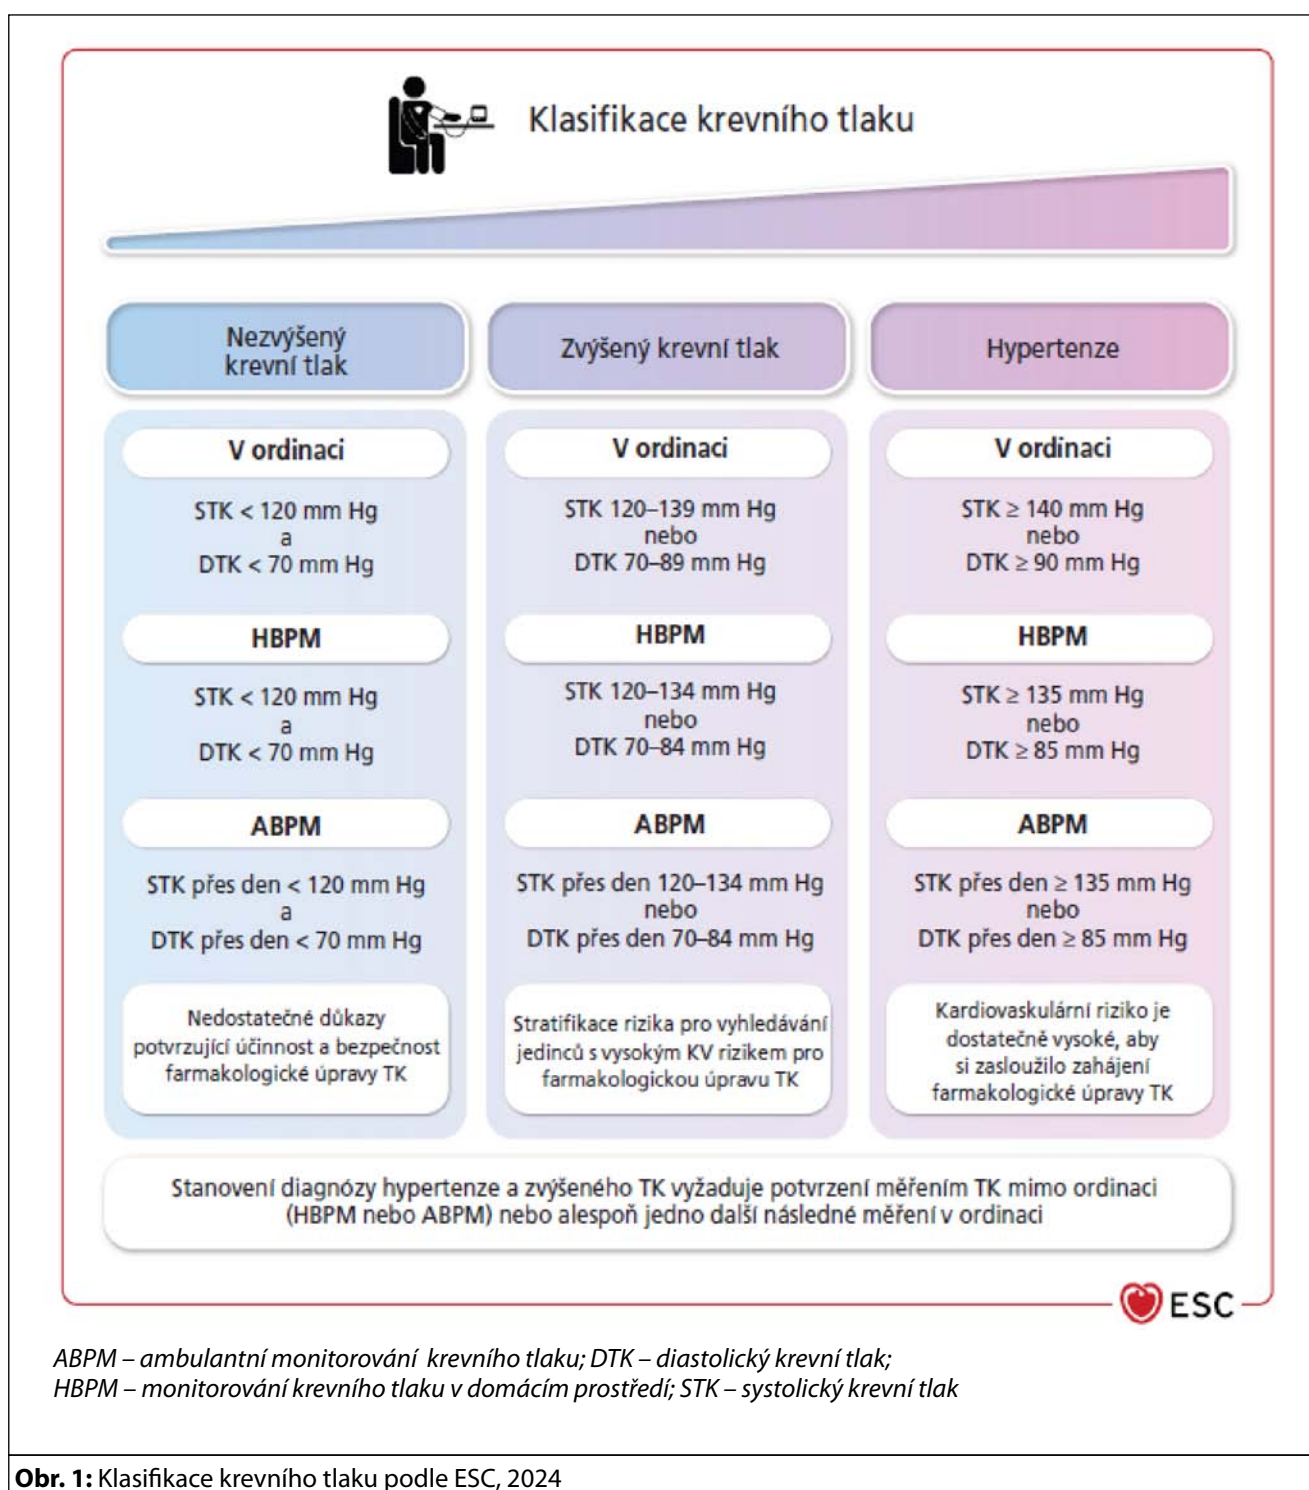 Klasifikace krevního tlaku
Nezvýšený
krevní tlak
V ordinaci
STK < 120 mm Hg
a
DTK < 70 mm Hg
HBPM
STK < 120 mm Hg
a
DTK < 70 mm Hg
ABPM
STK přes den < 120 mm Hg
a
DTK přes den < 70 mm Hg
Nedostatečné důkazy
potvrzující účinnost a bezpečnost
farmakologické úpravy TK
Zvýšený krevní tlak
V ordinaci
STK 120–139 mm Hg
nebo
DTK 70–89 mm Hg
HBPM
STK 120–134 mm Hg
nebo
DTK 70–84 mm Hg
ABPM
STK přes den 120–134 mm Hg
nebo
DTK přes den 70–84 mm Hg
Stratifikace rizika pro vyhledávání
jedinců s vysokým KV rizikem pro
farmakologickou úpravu TK
Hypertenze
V ordinaci
STK ≥ 140 mm Hg
nebo
DTK ≥ 90 mm Hg
HBPM
STK ≥ 135 mm Hg
nebo
DTK ≥ 85 mm Hg
ABPM
STK přes den ≥ 135 mm Hg
nebo
DTK přes den ≥ 85 mm Hg
Kardiovaskulární riziko je
dostatečně vysoké, aby
si zasloužilo zahájení
farmakologické úpravy TK
Stanovení diagnózy hypertenze a zvýšeného TK vyžaduje potvrzení měřením TK mimo ordinaci
(HBPM nebo ABPM) nebo alespoň jedno další následné měření v ordinaci
ESC
ABPM – ambulantní monitorování krevního tlaku; DTK – diastolický krevní tlak;
HBPM – monitorování krevního tlaku v domácím prostředí; STK – systolický krevní tlak
Obr. 1: Klasifikace krevního tlaku podle ESC, 2024